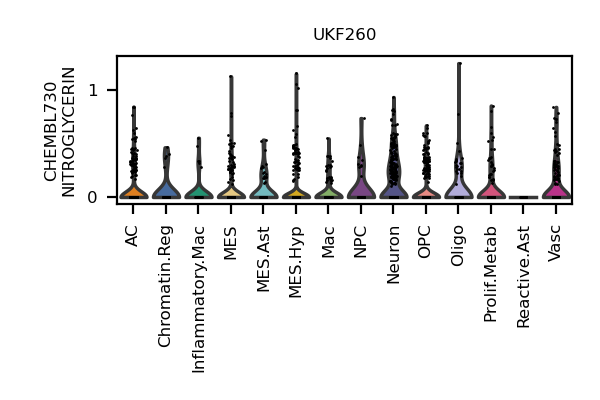 UKF260
CHEMBL730
NITROGLYCERIN
1
0
AC
Chromatin.Reg
Inflammatory.Mac
MES
MES.Ast
MES.Hyp
Mac
NPC
Neuron
OPC
Oligo
Prolif.Metab
Reactive.Ast
Vasc